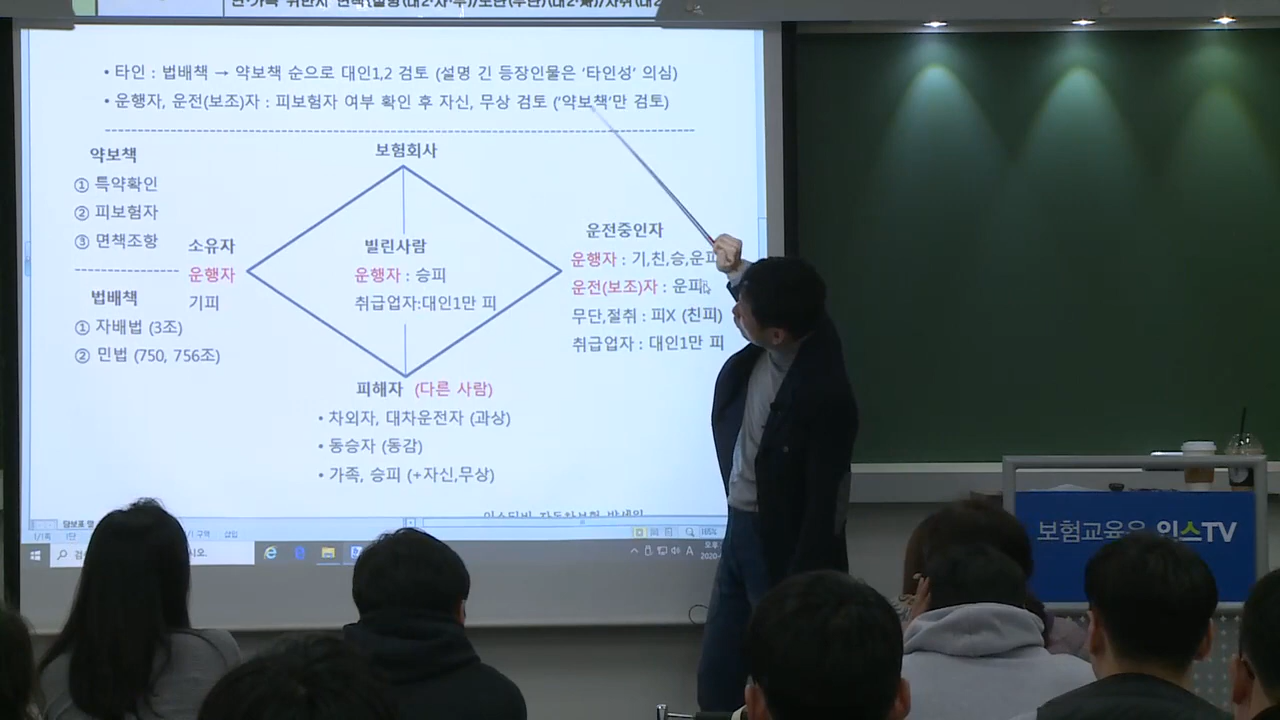 • 타인 : 법배책 → 약보책 순으로 대인1,2 검토 (설명 긴 등장인물은 '타인성' 의심)
• 운행자, 운전(보조)자 : 피보험자 여부 확인 후 자신, 무상 검토 ('약보책'만 검토)
약보책
① 특약확인
② 피보험자
③ 면책조항
법배책
① 자배법 (3조)
② 민법 (750, 756조)
보험회사
소유자
운행자
기피
빌린사람
운행자 : 승피
취급업자:대인1만 피
운전중인자
운행자 : 기,친,승,운피
운전(보조)자 : 운피
무단,절취 : 피X (친피)
취급업자 : 대인1만 피
피해자 (다른 사람)
• 차외자, 대차운전자 (과상)
• 동승자 (동감)
• 가족, 승피 (+자신,무상)
보험교육은 인스TV